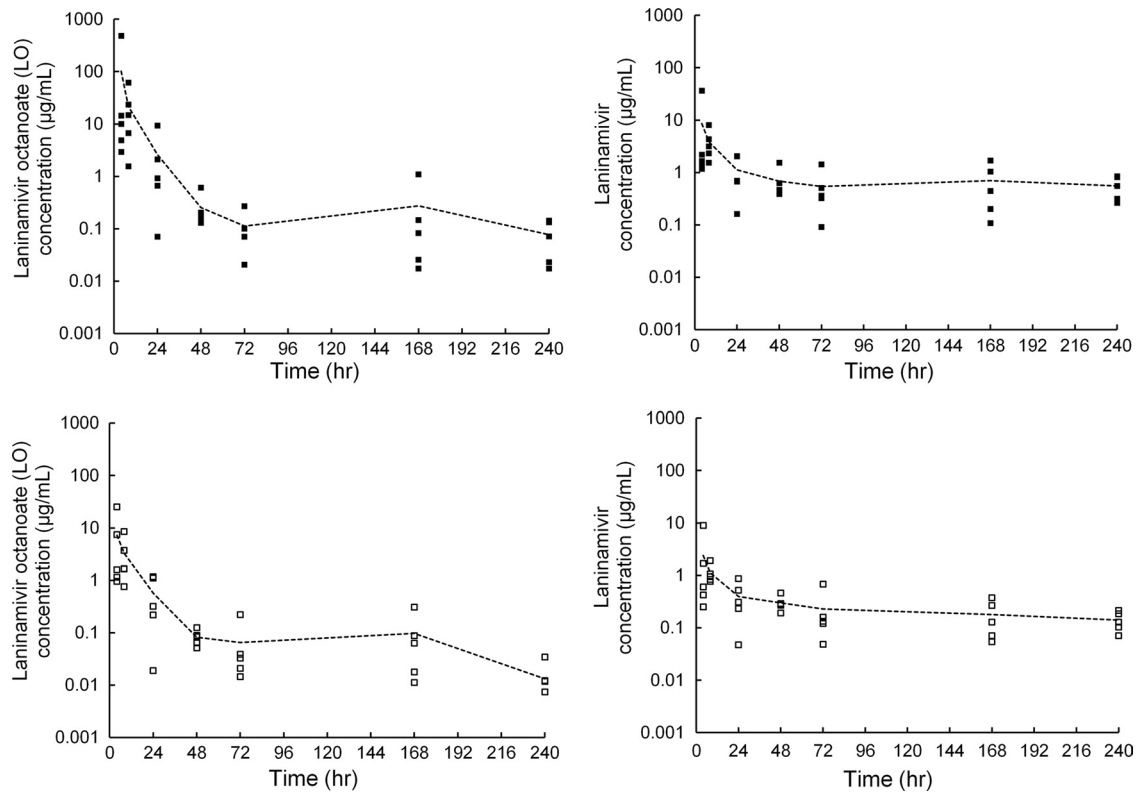 Laninamivir octanoate (LO)
concentration (µg/mL)
1000
100
10
1
0.1
0.01
0.001
0 24 48 72 96 120 144 168 192 216 240
Time (hr)
Laninamivir
concentration (µg/mL)
1000
100
10
1
0.1
0.01
0.001
0 24 48 72 96 120 144 168 192 216 240
Time (hr)
Laninamivir octanoate (LO)
concentration (µg/mL)
1000
100
10
1
0.1
0.01
0.001
0 24 48 72 96 120 144 168 192 216 240
Time (hr)
Laninamivir
concentration (µg/mL)
1000
100
10
1
0.1
0.01
0.001
0 24 48 72 96 120 144 168 192 216 240
Time (hr)